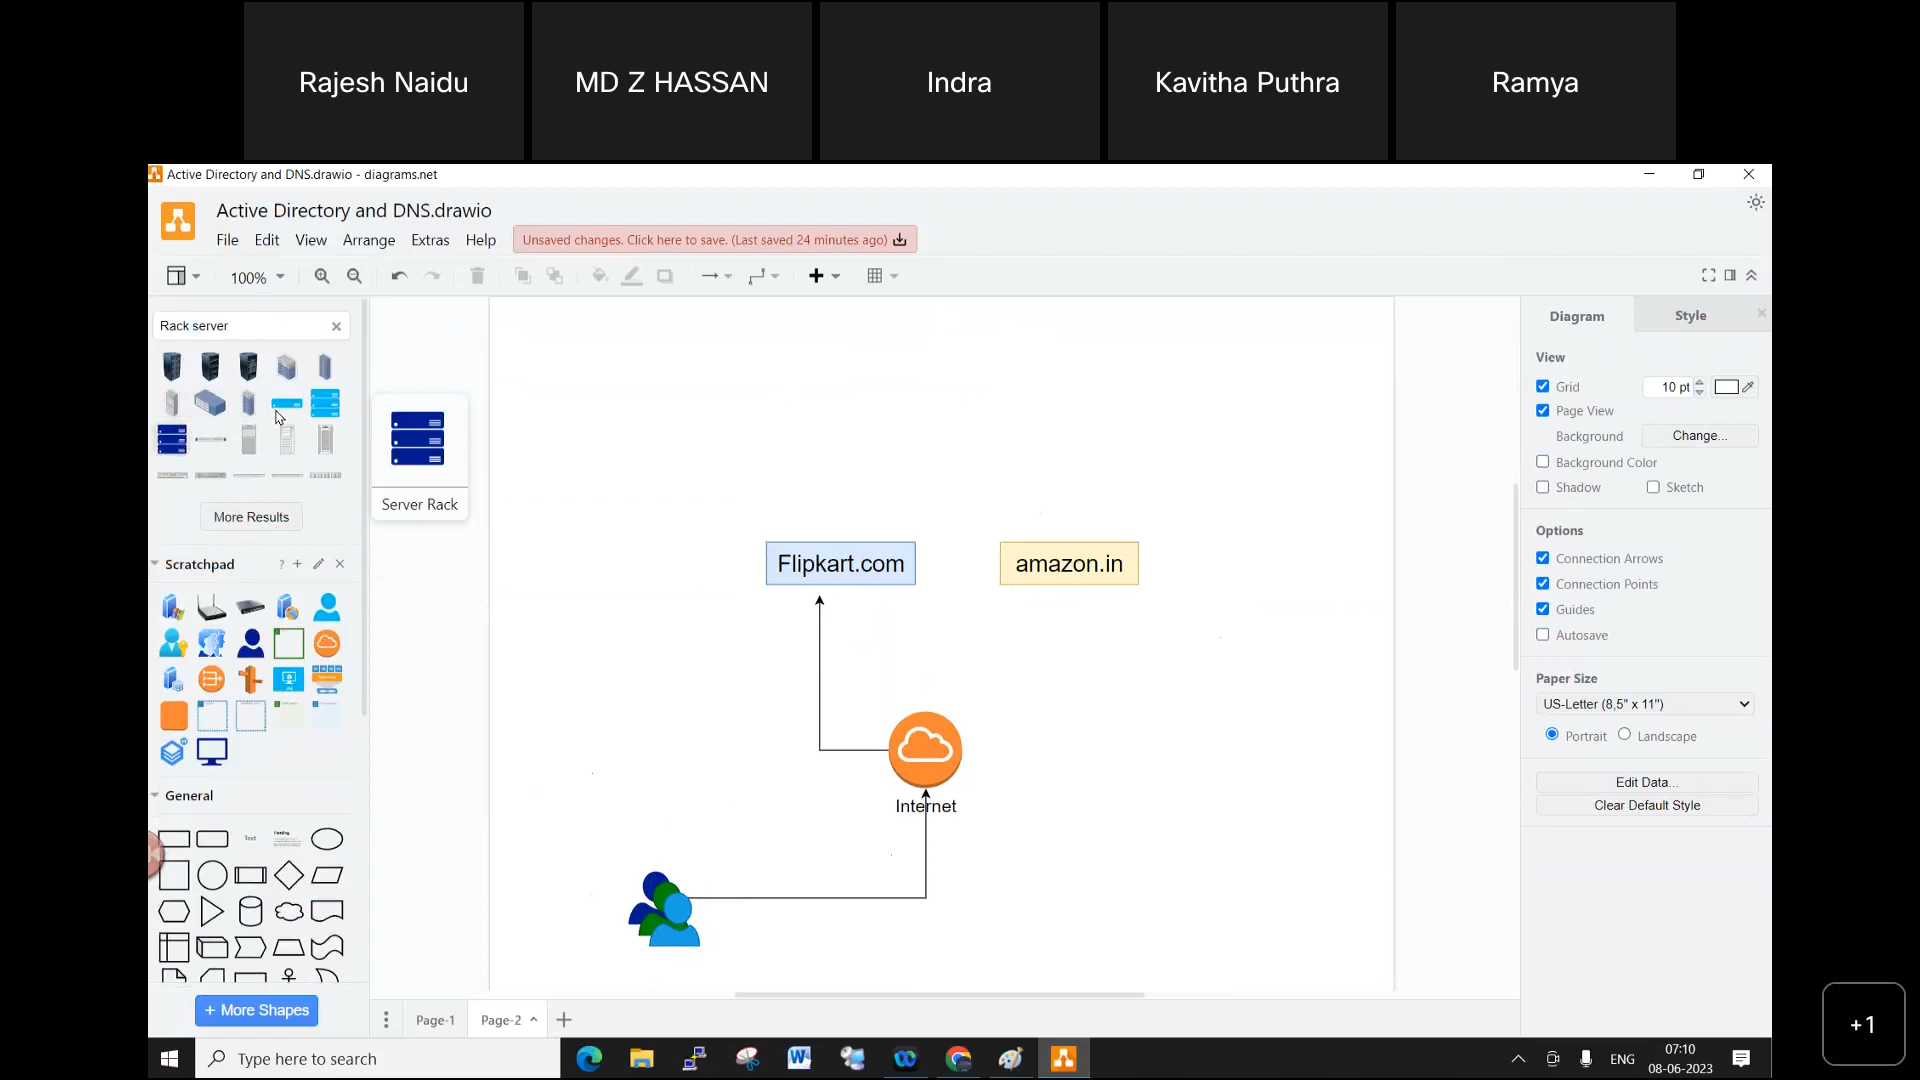 Rajesh Naidu
MD Z HASSAN
Indra
Kavitha Puthra
Ramya
Active Directory and DNS.drawio - diagrams.net
Active Directory and DNS.drawio
File Edit View Arrange Extras Help
Unsaved changes. Click here to save. (Last saved 24 minutes ago)
100%
Rack server
Server Rack
More Results
Scratchpad
?
Flipkart.com
amazon.in
Internet
General
Text
Heading
+ More Shapes
Page-1
Page-2
Diagram
Style
View
Grid
10 pt
Page View
Background
Change...
Background Color
Shadow
Sketch
Options
Connection Arrows
Connection Points
Guides
Autosave
Paper Size
US-Letter (8,5" x 11")
Portrait
Landscape
Edit Data...
Clear Default Style
+1
Type here to search
ENG
07:10
08-06-2023